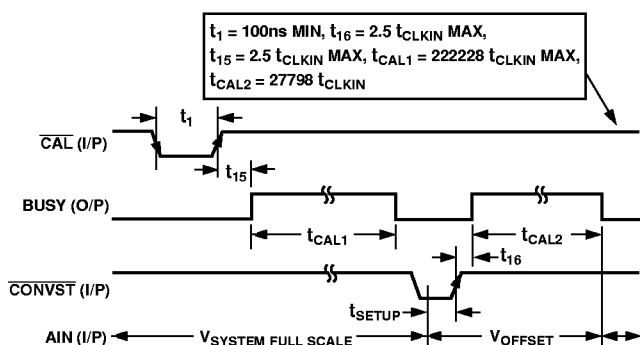 t1 = 100ns MIN, t16 = 2.5 tCLKIN MAX,
t15 = 2.5 tCLKIN MAX, tCAL1 = 222228 tCLKIN MAX,
tCAL2 = 27798 tCLKIN
t1
CAL (I/P)
t15
BUSY (O/P)
tCAL1
tCAL2
t16
CONVST (I/P)
tSETUP
AIN (I/P)
VSYSTEM FULL SCALE
VOFFSET